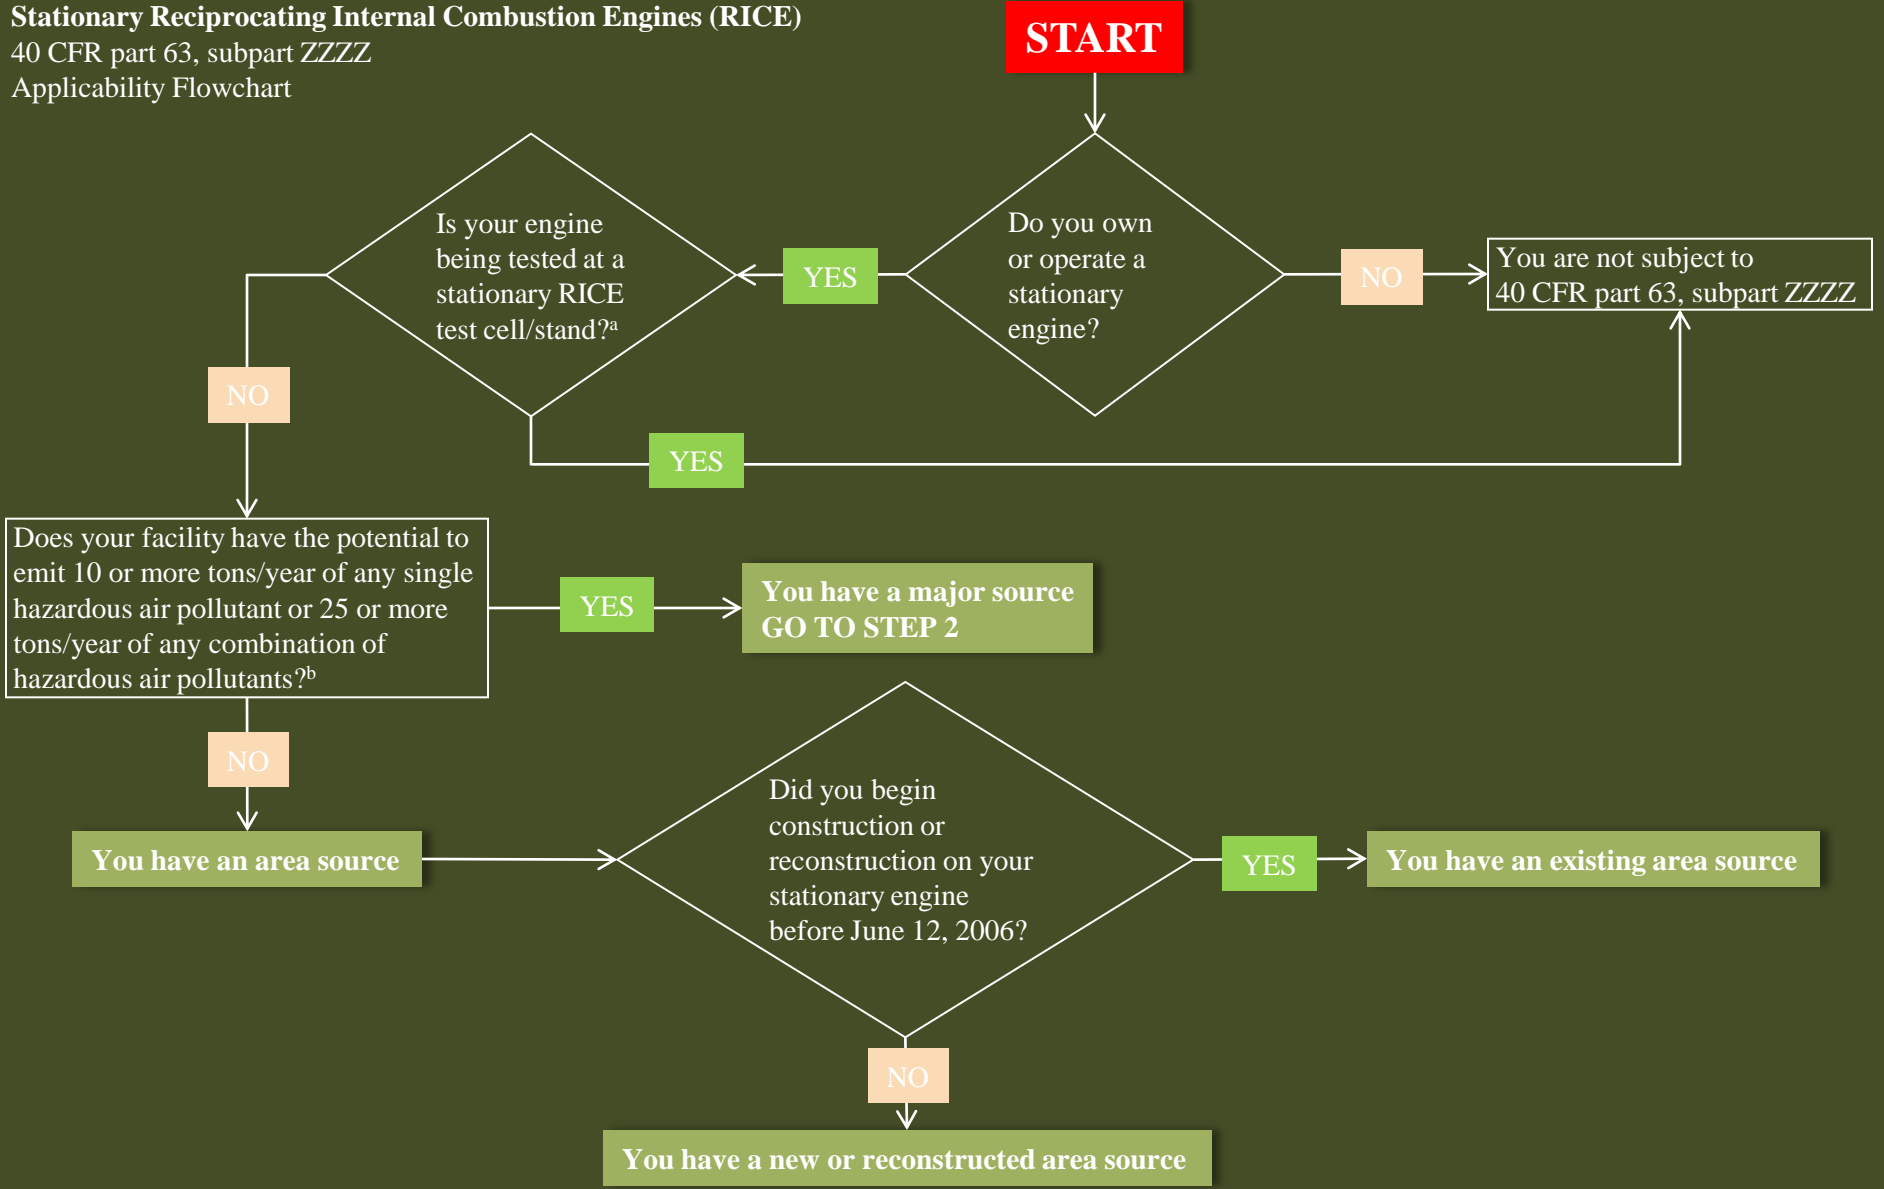 Stationary Reciprocating Internal Combustion Engines (RICE)
40 CFR part 63, subpart ZZZZ
Applicability Flowchart
START
Do you own
or operate a
stationary
engine?
NO
You are not subject to
40 CFR part 63, subpart ZZZZ
YES
Is your engine
being tested at a
stationary RICE
test cell/stand?ᵃ
YES
NO
Does your facility have the potential to
emit 10 or more tons/year of any single
hazardous air pollutant or 25 or more
tons/year of any combination of
hazardous air pollutants?ᵇ
YES
You have a major source
GO TO STEP 2
NO
You have an area source
Did you begin
construction or
reconstruction on your
stationary engine
before June 12, 2006?
YES
You have an existing area source
NO
You have a new or reconstructed area source